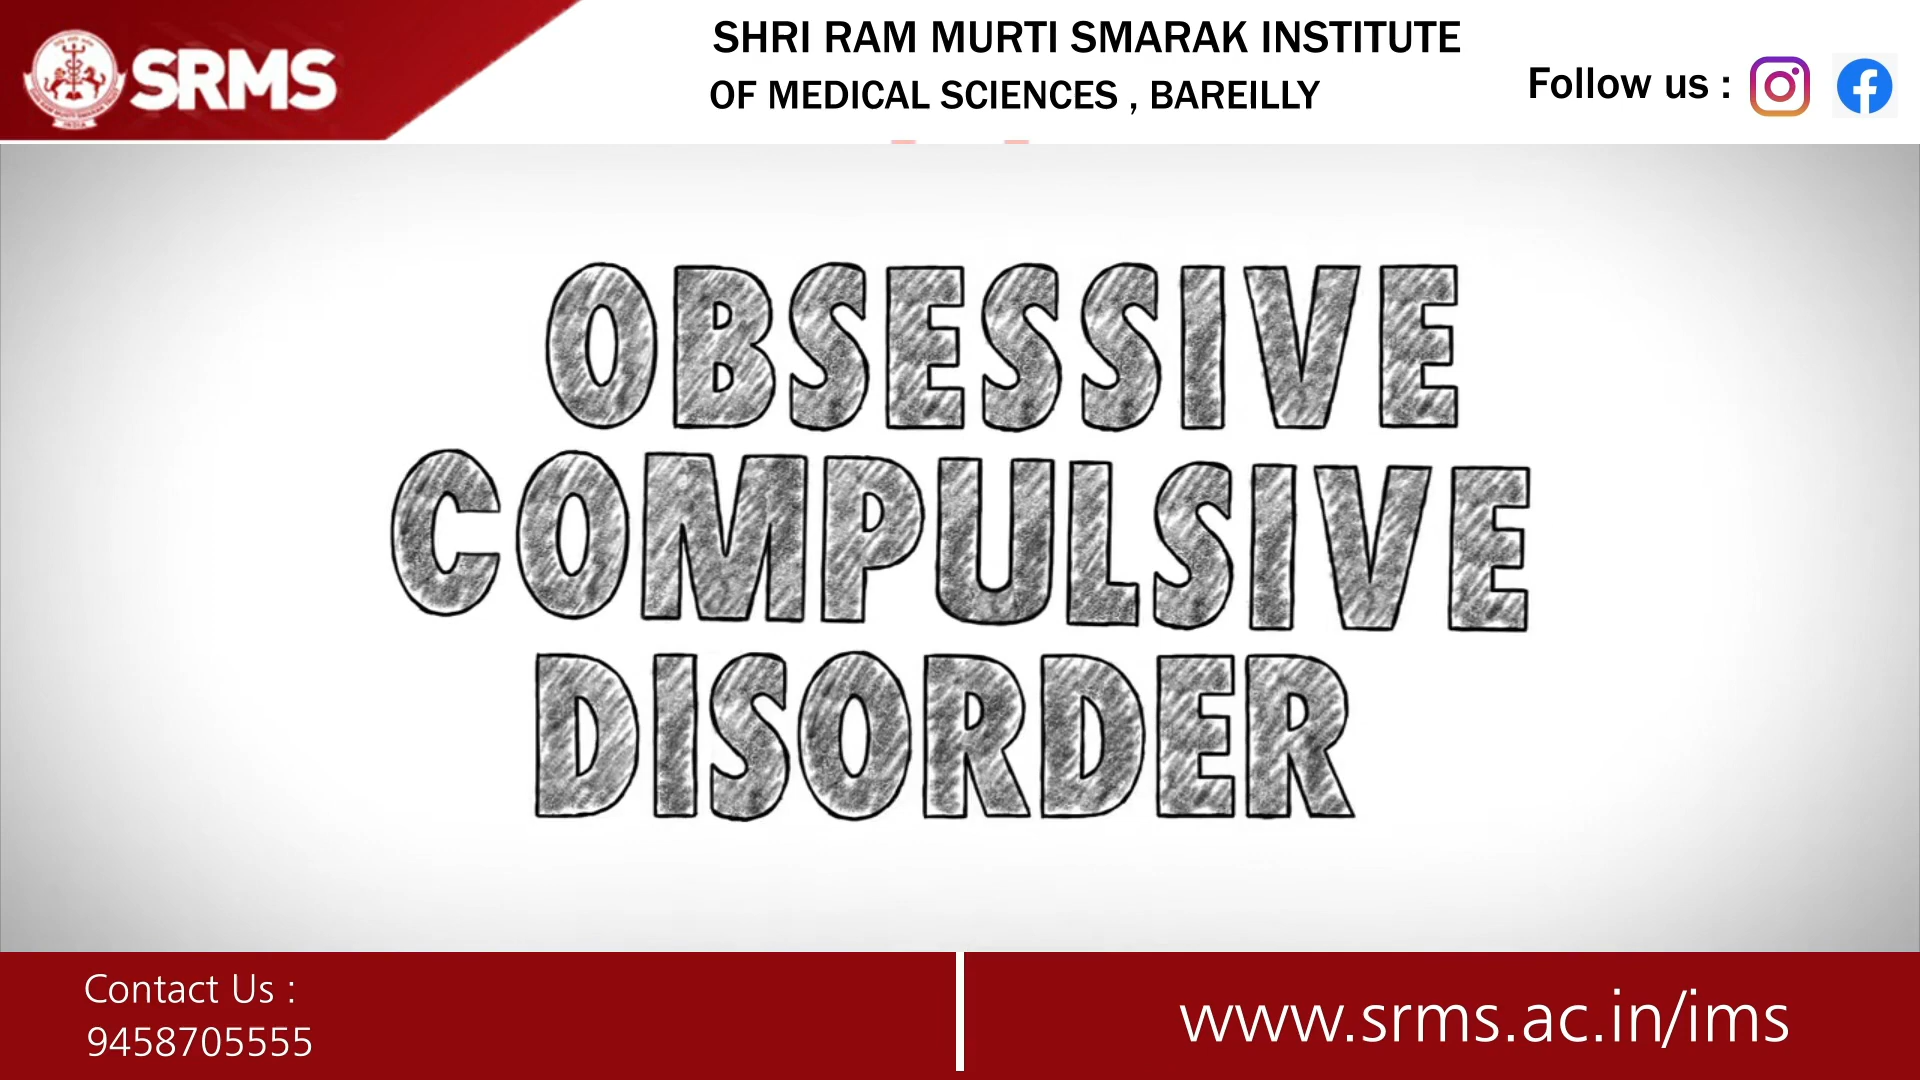 SRMS
SHRI RAM MURTI SMARAK INSTITUTE
OF MEDICAL SCIENCES , BAREILLY
Follow us :
OBSESSIVE
COMPULSIVE
DISORDER
Contact Us :
9458705555
www.srms.ac.in/ims